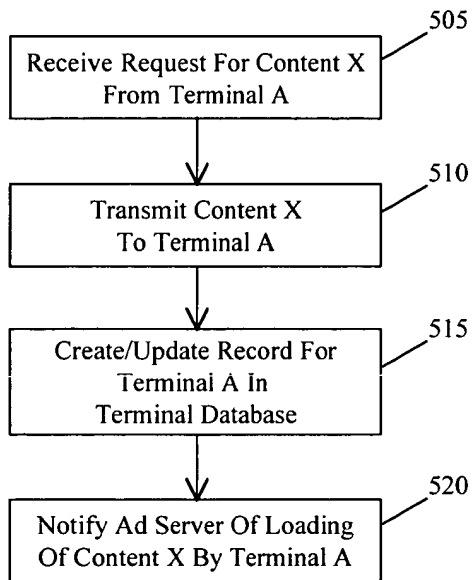 505
Receive Request For Content X
From Terminal A
510
Transmit Content X
To Terminal A
515
Create/Update Record For
Terminal A In
Terminal Database
520
Notify Ad Server Of Loading
Of Content X By Terminal A